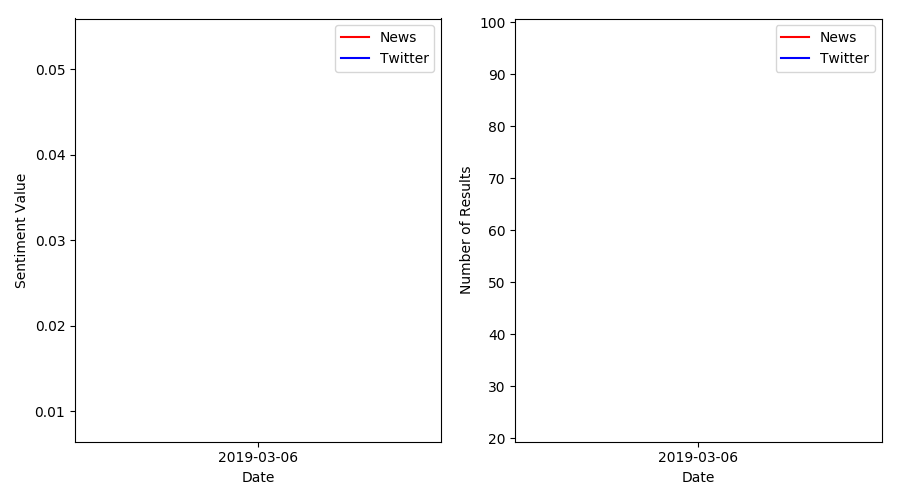 News
Twitter
0.05
0.04
0.03
0.02
0.01
Sentiment Value
2019-03-06
Date
News
Twitter
100
90
80
70
60
50
40
30
20
Number of Results
2019-03-06
Date